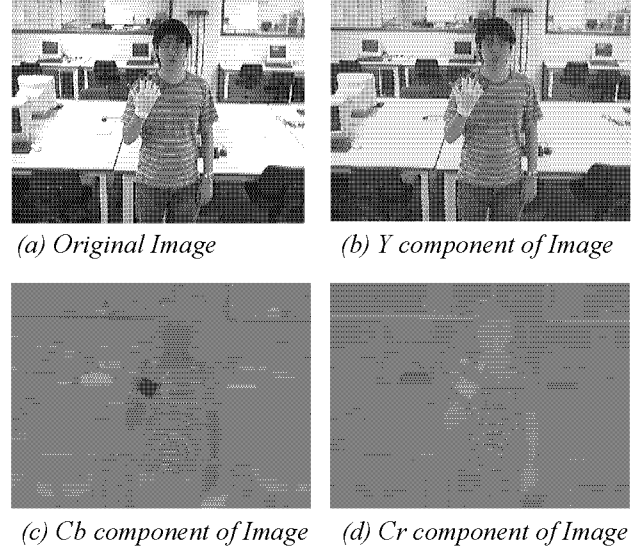 (a) Original Image
(b) Y component of Image
(c) Cb component of Image
(d) Cr component of Image